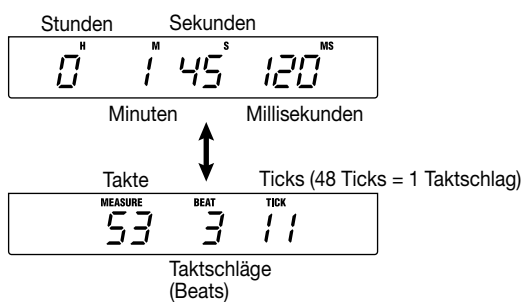 Stunden Sekunden
H M S MS
0 1 45 120
Minuten Millisekunden
Takte Ticks (48 Ticks = 1 Taktschlag)
MEASURE BEAT TICK
53 3 11
Taktschläge
(Beats)